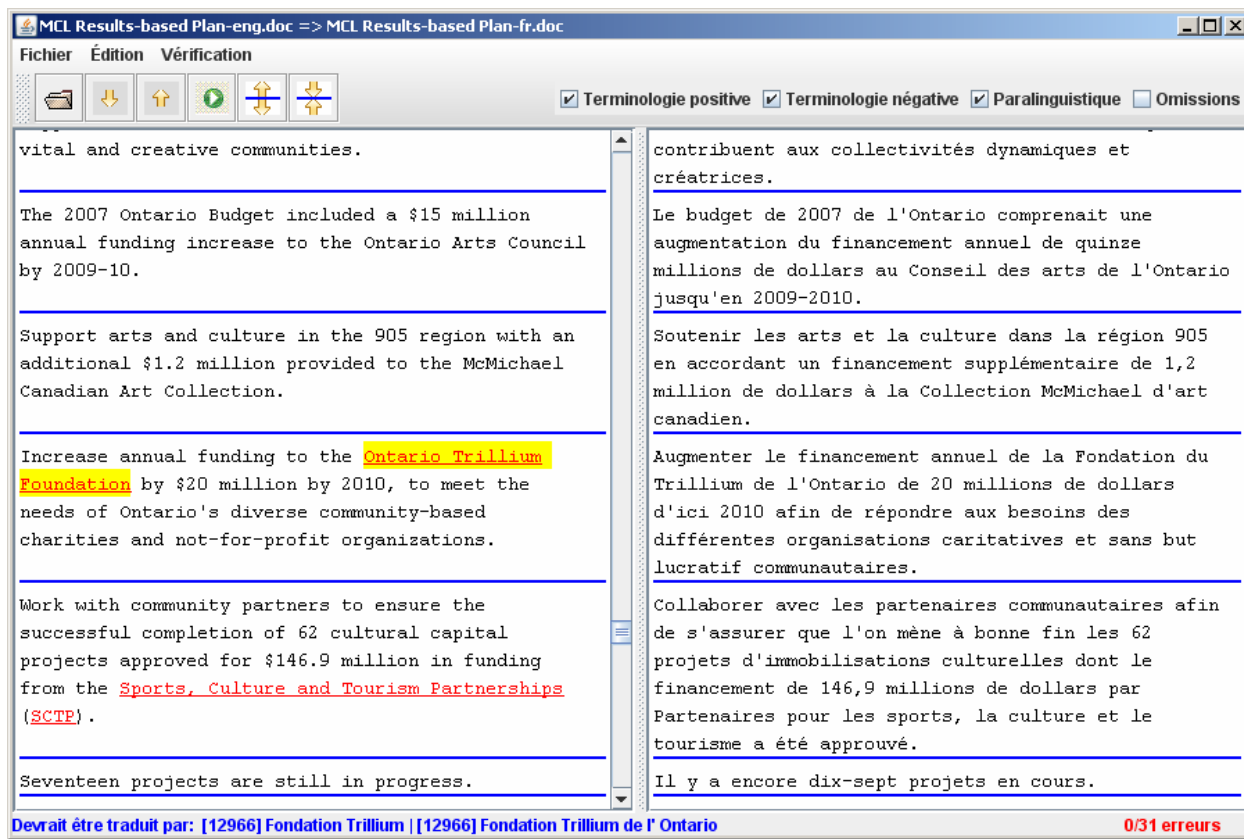 MCL Results-based Plan-eng.doc => MCL Results-based Plan-fr.doc
Fichier Édition Vérification
Terminologie positive Terminologie négative Paralinguistique Omissions
vital and creative communities.
The 2007 Ontario Budget included a $15 million
annual funding increase to the Ontario Arts Council
by 2009-10.
Support arts and culture in the 905 region with an
additional $1.2 million provided to the McMichael
Canadian Art Collection.
Increase annual funding to the Ontario Trillium
Foundation by $20 million by 2010, to meet the
needs of Ontario's diverse community-based
charities and not-for-profit organizations.
Work with community partners to ensure the
successful completion of 62 cultural capital
projects approved for $146.9 million in funding
from the Sports, Culture and Tourism Partnerships
(SCTP).
Seventeen projects are still in progress.
contribuent aux collectivités dynamiques et
créatrices.
Le budget de 2007 de l'Ontario comprenait une
augmentation du financement annuel de quinze
millions de dollars au Conseil des arts de l'Ontario
jusqu'en 2009-2010.
Soutenir les arts et la culture dans la région 905
en accordant un financement supplémentaire de 1,2
million de dollars à la Collection McMichael d'art
canadien.
Augmenter le financement annuel de la Fondation du
Trillium de l'Ontario de 20 millions de dollars
d'ici 2010 afin de répondre aux besoins des
différentes organisations caritatives et sans but
lucratif communautaires.
Collaborer avec les partenaires communautaires afin
de s'assurer que l'on mène à bonne fin les 62
projets d'immobilisations culturelles dont le
financement de 146,9 millions de dollars par
Partenaires pour les sports, la culture et le
tourisme a été approuvé.
Il y a encore dix-sept projets en cours.
Devrait être traduit par: [12966] Fondation Trillium | [12966] Fondation Trillium de l' Ontario
0/31 erreurs